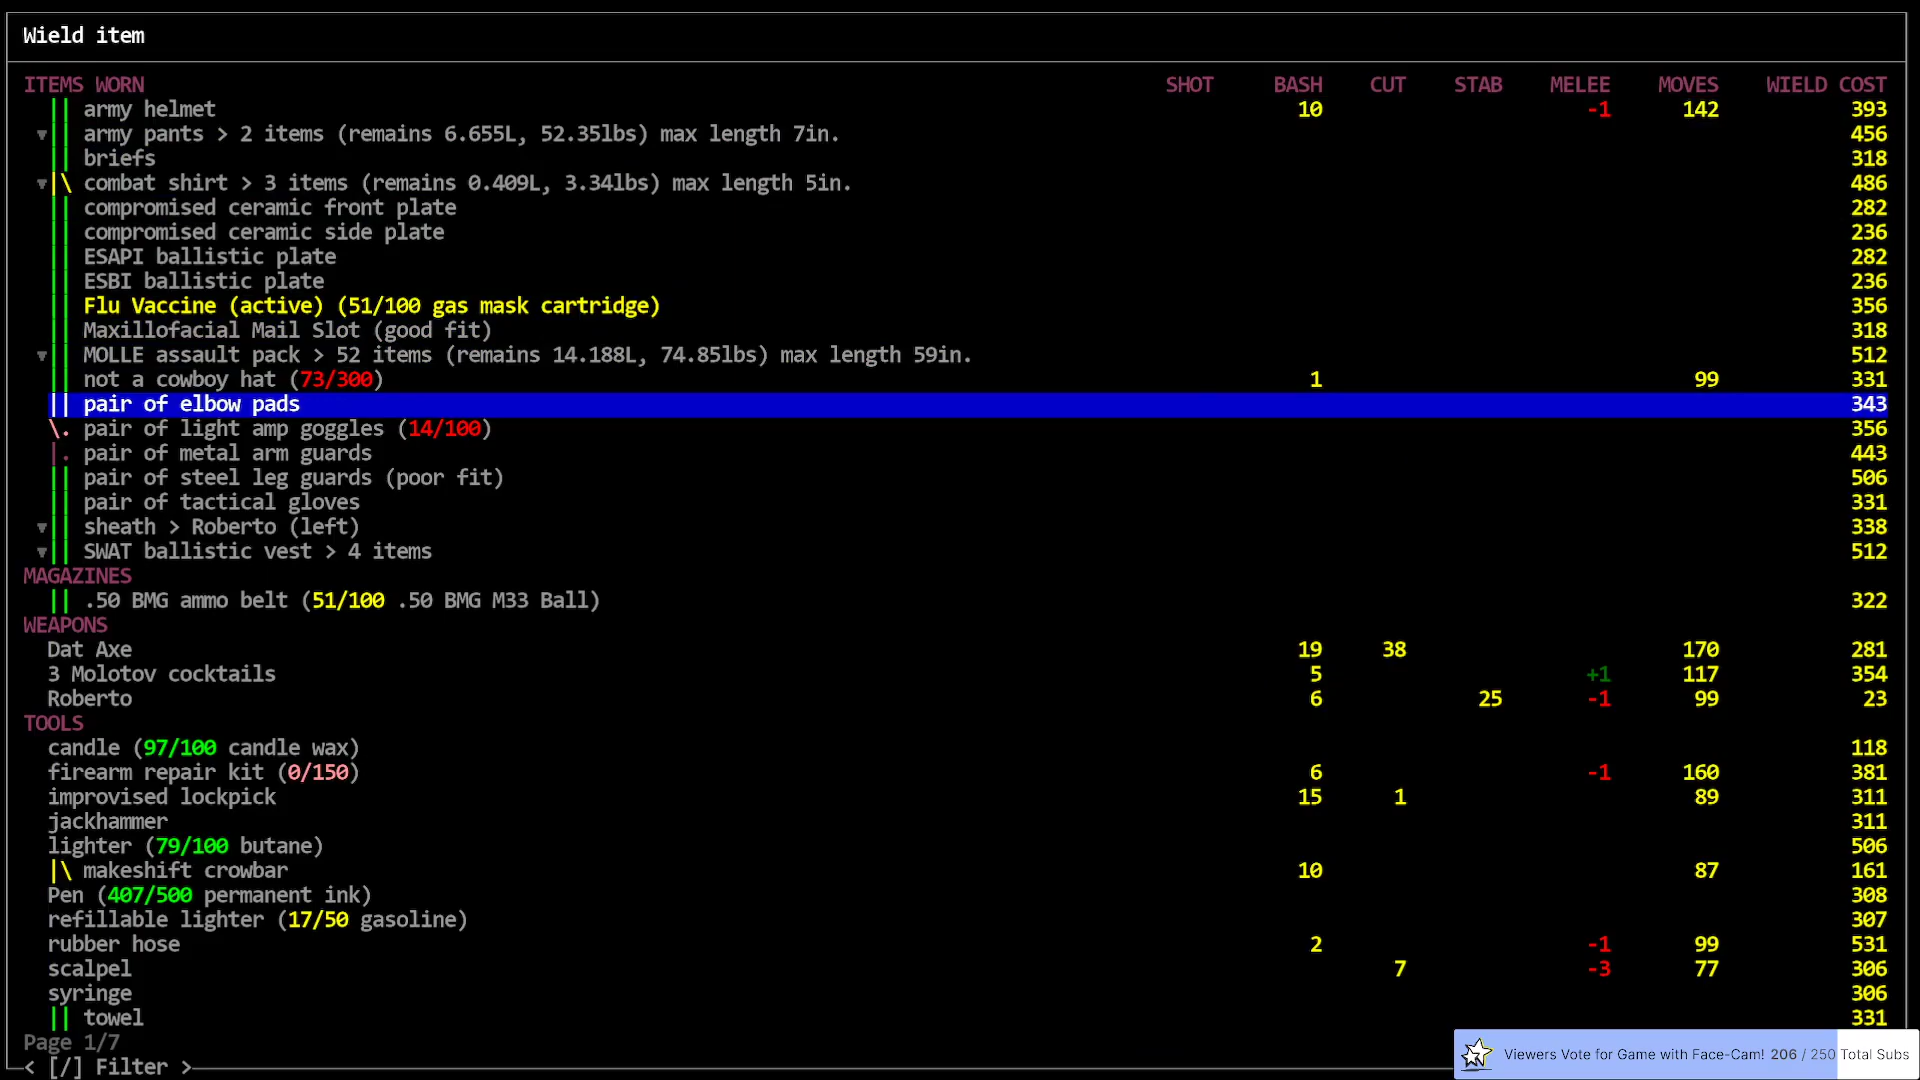 Wield item
ITEMS WORN SHOT BASH CUT STAB MELEE MOVES WIELD COST
|| army helmet 10 -1 142 393
▼|| army pants > 2 items (remains 6.655L, 52.35lbs) max length 7in. 456
|| briefs 318
▼|\ combat shirt > 3 items (remains 0.409L, 3.34lbs) max length 5in. 486
|| compromised ceramic front plate 282
|| compromised ceramic side plate 236
|| ESAPI ballistic plate 282
|| ESBI ballistic plate 236
|| Flu Vaccine (active) (51/100 gas mask cartridge) 356
|| Maxillofacial Mail Slot (good fit) 318
▼|| MOLLE assault pack > 52 items (remains 14.188L, 74.85lbs) max length 59in. 512
|| not a cowboy hat (73/300) 1 99 331
|| pair of elbow pads 343
\. pair of light amp goggles (14/100) 356
|. pair of metal arm guards 443
|| pair of steel leg guards (poor fit) 506
|| pair of tactical gloves 331
▼|| sheath > Roberto (left) 338
▼|| SWAT ballistic vest > 4 items 512
MAGAZINES
|| .50 BMG ammo belt (51/100 .50 BMG M33 Ball) 322
WEAPONS
Dat Axe 19 38 170 281
3 Molotov cocktails 5 +1 117 354
Roberto 6 25 -1 99 23
TOOLS
candle (97/100 candle wax) 118
firearm repair kit (0/150) 6 -1 160 381
improvised lockpick 15 1 89 311
jackhammer 311
lighter (79/100 butane) 506
|\ makeshift crowbar 10 87 161
Pen (407/500 permanent ink) 308
refillable lighter (17/50 gasoline) 307
rubber hose 2 -1 99 531
scalpel 7 -3 77 306
syringe 306
|| towel 331
Page 1/7
< [/] Filter >
Viewers Vote for Game with Face-Cam! 206 / 250 Total Subs